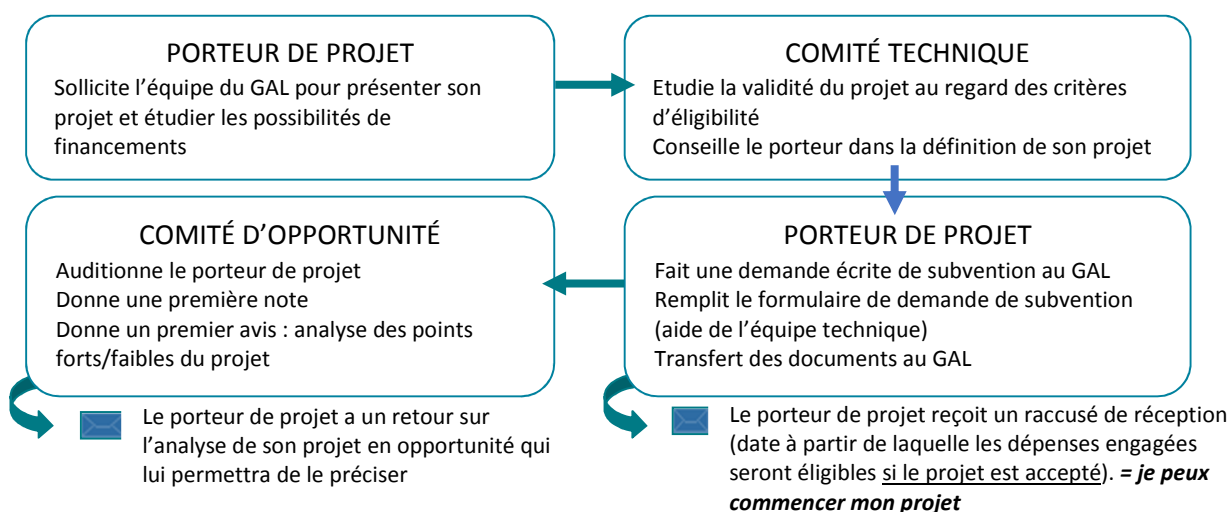 PORTEUR DE PROJET
Sollicite l’équipe du GAL pour présenter son
projet et étudier les possibilités de
financements
COMITÉ TECHNIQUE
Etudie la validité du projet au regard des critères
d’éligibilité
Conseille le porteur dans la définition de son projet
PORTEUR DE PROJET
Fait une demande écrite de subvention au GAL
Remplit le formulaire de demande de subvention
(aide de l’équipe technique)
Transfert des documents au GAL
Le porteur de projet reçoit un raccusé de réception
(date à partir de laquelle les dépenses engagées
seront éligibles si le projet est accepté). = je peux
commencer mon projet
COMITÉ D’OPPORTUNITÉ
Auditionne le porteur de projet
Donne une première note
Donne un premier avis : analyse des points
forts/faibles du projet
Le porteur de projet a un retour sur
l’analyse de son projet en opportunité qui
lui permettra de le préciser